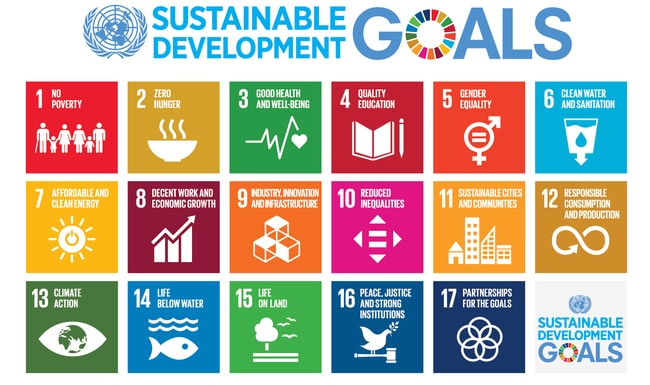 SUSTAINABLE
DEVELOPMENT
GOALS
1 NO
POVERTY
2 ZERO
HUNGER
3 GOOD HEALTH
AND WELL-BEING
4 QUALITY
EDUCATION
5 GENDER
EQUALITY
6 CLEAN WATER
AND SANITATION
7 AFFORDABLE AND
CLEAN ENERGY
8 DECENT WORK AND
ECONOMIC GROWTH
9 INDUSTRY, INNOVATION
AND INFRASTRUCTURE
10 REDUCED
INEQUALITIES
11 SUSTAINABLE CITIES
AND COMMUNITIES
12 RESPONSIBLE
CONSUMPTION
AND PRODUCTION
13 CLIMATE
ACTION
14 LIFE
BELOW WATER
15 LIFE
ON LAND
16 PEACE, JUSTICE
AND STRONG
INSTITUTIONS
17 PARTNERSHIPS
FOR THE GOALS
SUSTAINABLE
DEVELOPMENT
GOALS